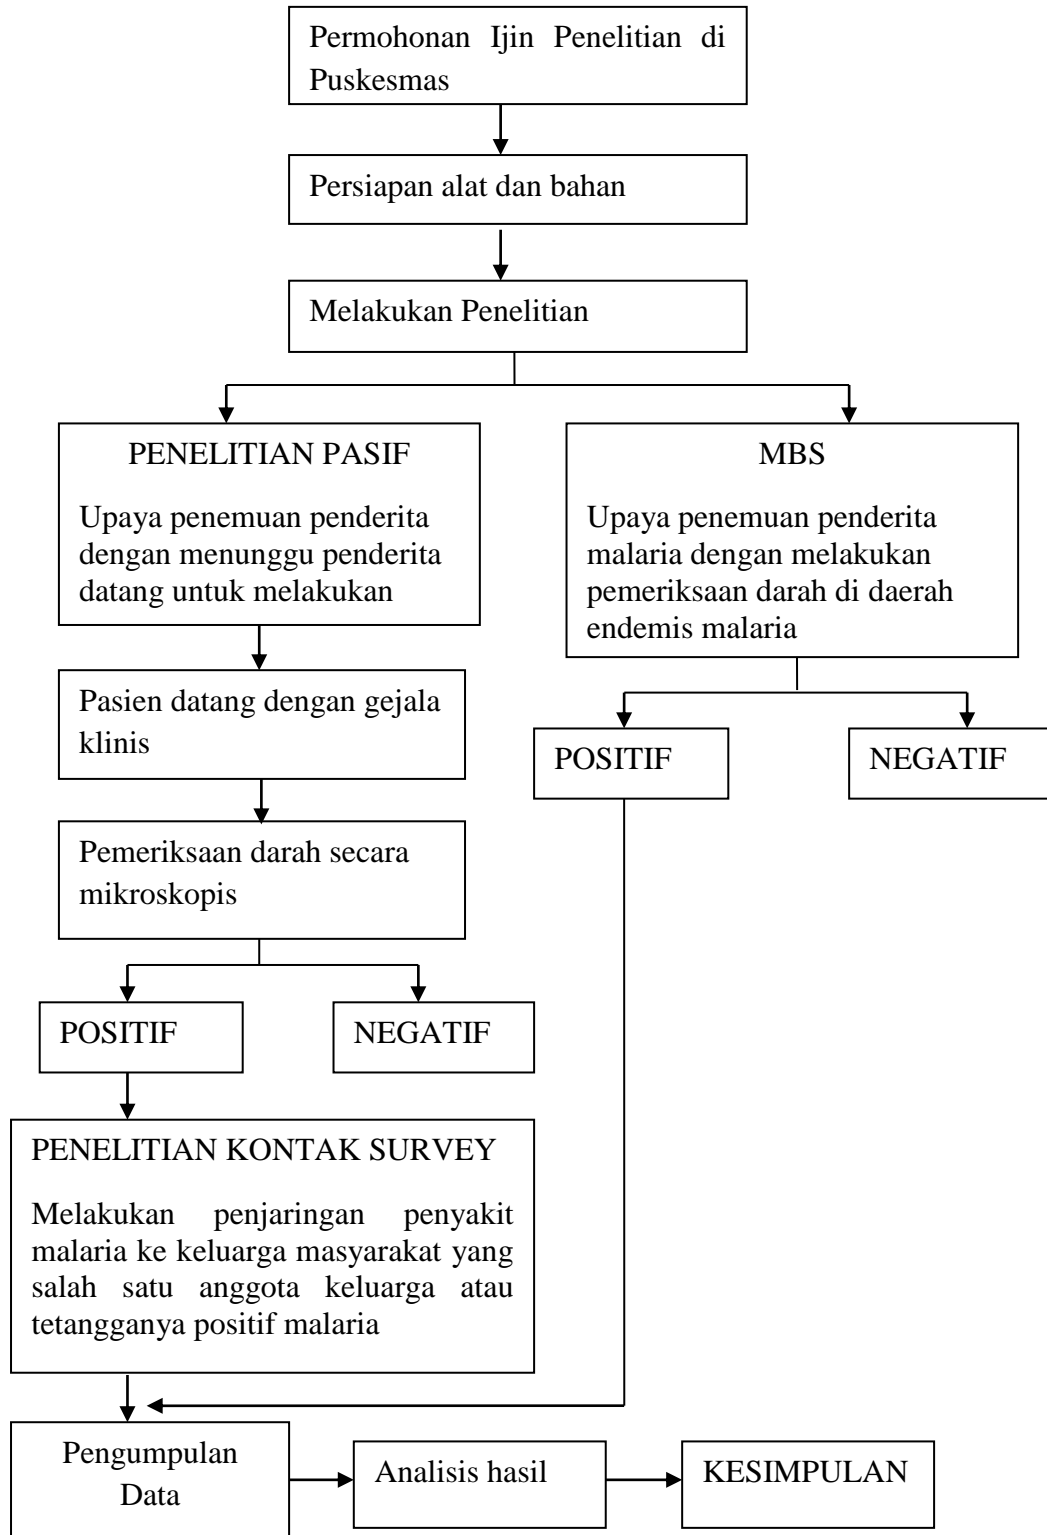 Permohonan Ijin Penelitian di
Puskesmas
Persiapan alat dan bahan
Melakukan Penelitian
PENELITIAN PASIF
Upaya penemuan penderita
dengan menunggu penderita
datang untuk melakukan
MBS
Upaya penemuan penderita
malaria dengan melakukan
pemeriksaan darah di daerah
endemis malaria
Pasien datang dengan gejala
klinis
POSITIF
NEGATIF
Pemeriksaan darah secara
mikroskopis
POSITIF
NEGATIF
PENELITIAN KONTAK SURVEY
Melakukan penjaringan penyakit
malaria ke keluarga masyarakat yang
salah satu anggota keluarga atau
tetangganya positif malaria
Pengumpulan
Data
Analisis hasil
KESIMPULAN